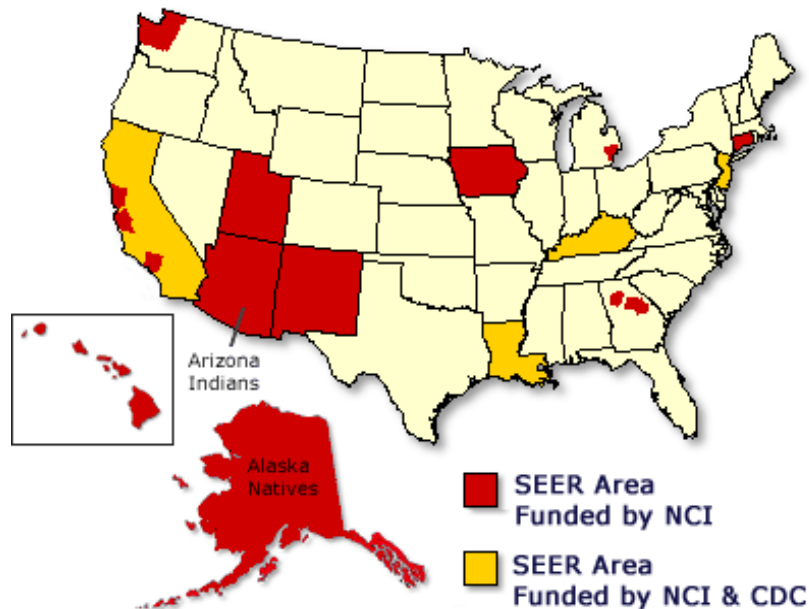 Arizona
Indians
Alaska
Natives
SEER Area
Funded by NCI
SEER Area
Funded by NCI & CDC